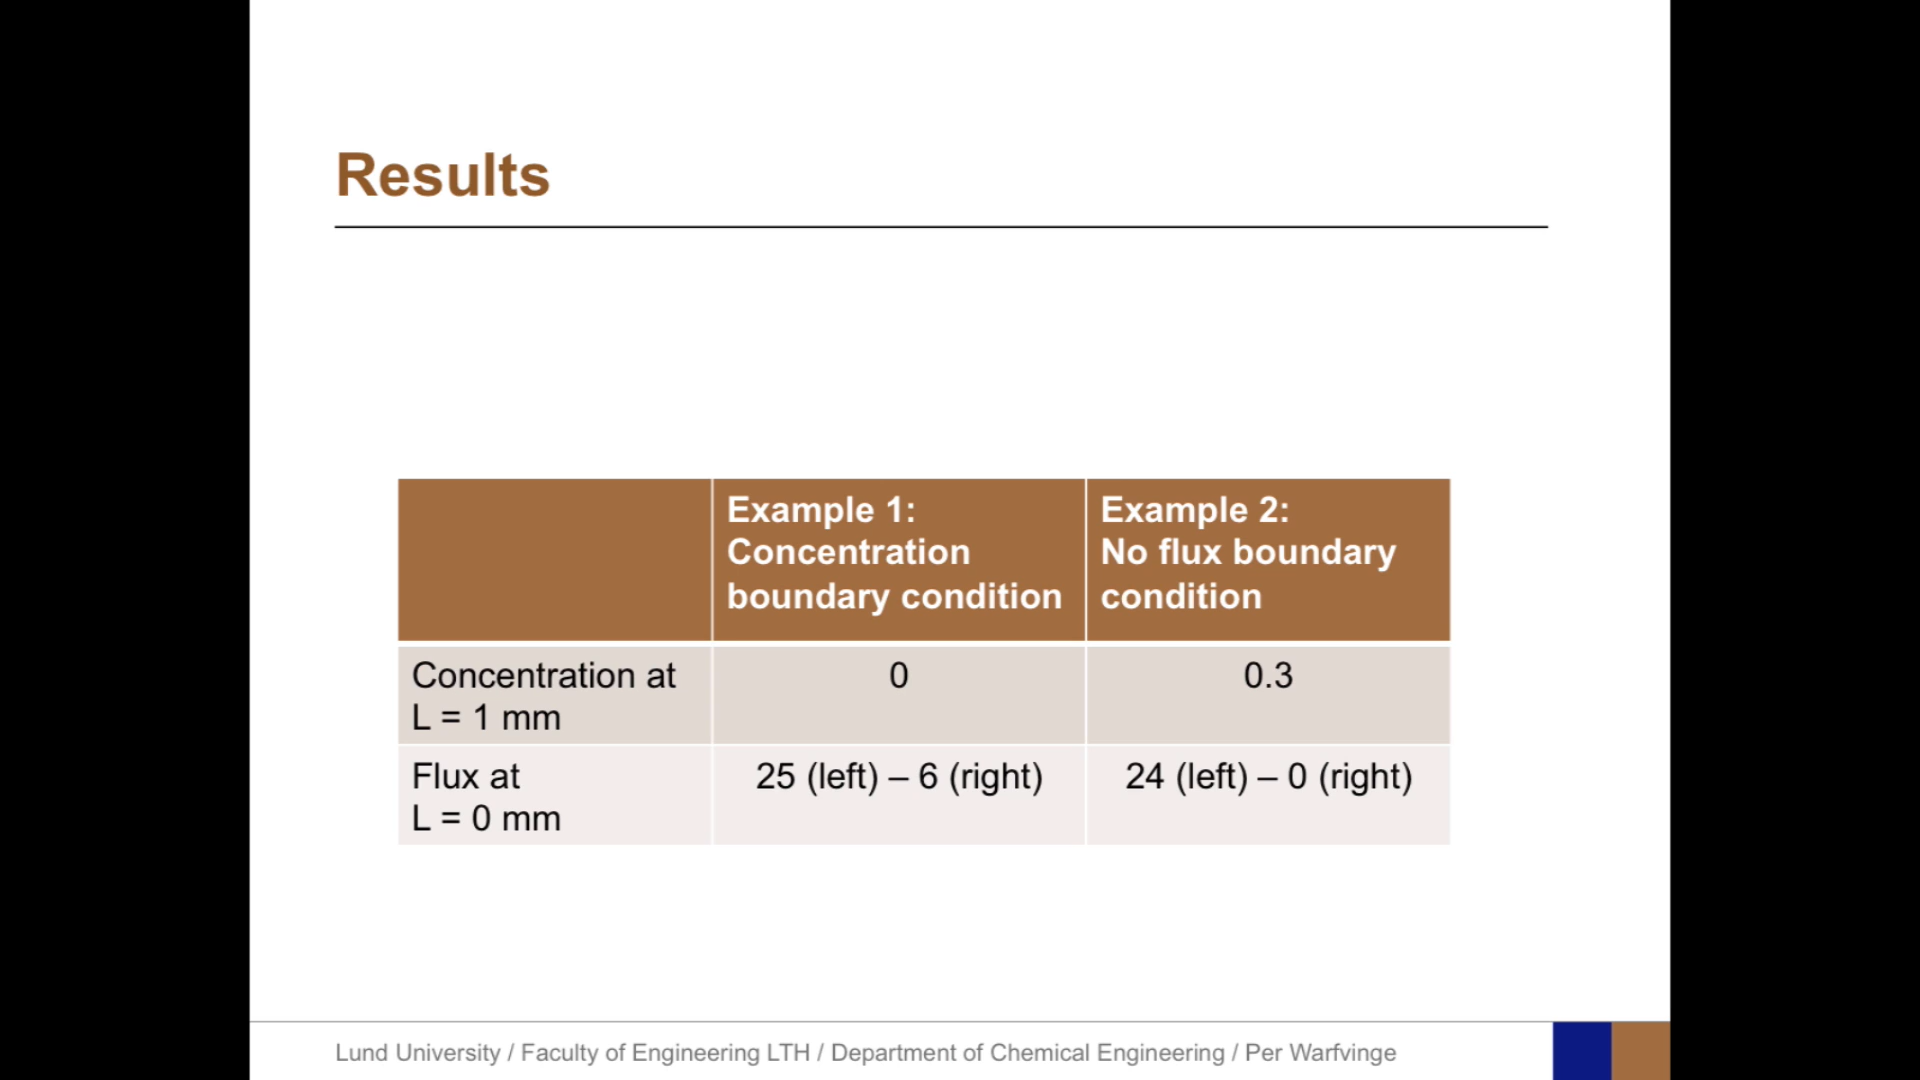 Results
Example 1:
Concentration
boundary condition
Example 2:
No flux boundary
condition
Concentration at
L = 1 mm
0
0.3
Flux at
L = 0 mm
25 (left) – 6 (right)
24 (left) – 0 (right)
Lund University / Faculty of Engineering LTH / Department of Chemical Engineering / Per Warfvinge